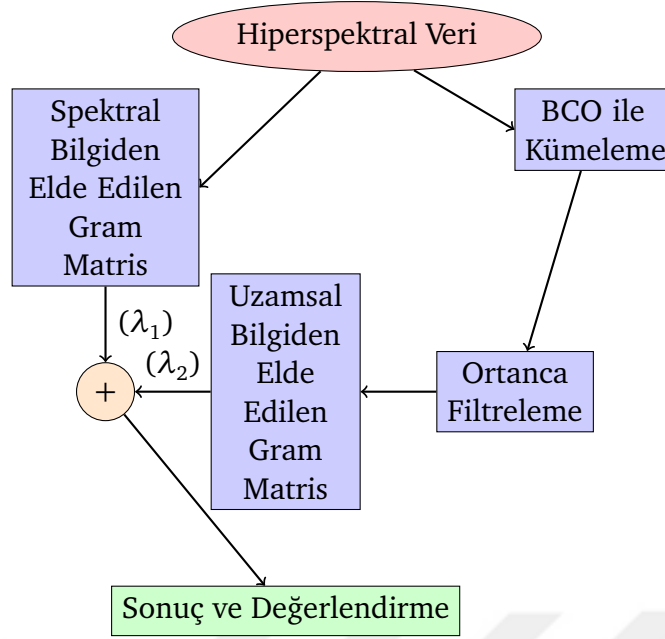 Hiperspektral Veri
Spektral
Bilgiden
Elde Edilen
Gram
Matris
BCO ile
Kümeleme
(λ₁)
(λ₂)
+
Uzamsal
Bilgiden
Elde
Edilen
Gram
Matris
Ortanca
Filtreleme
Sonuç ve Değerlendirme